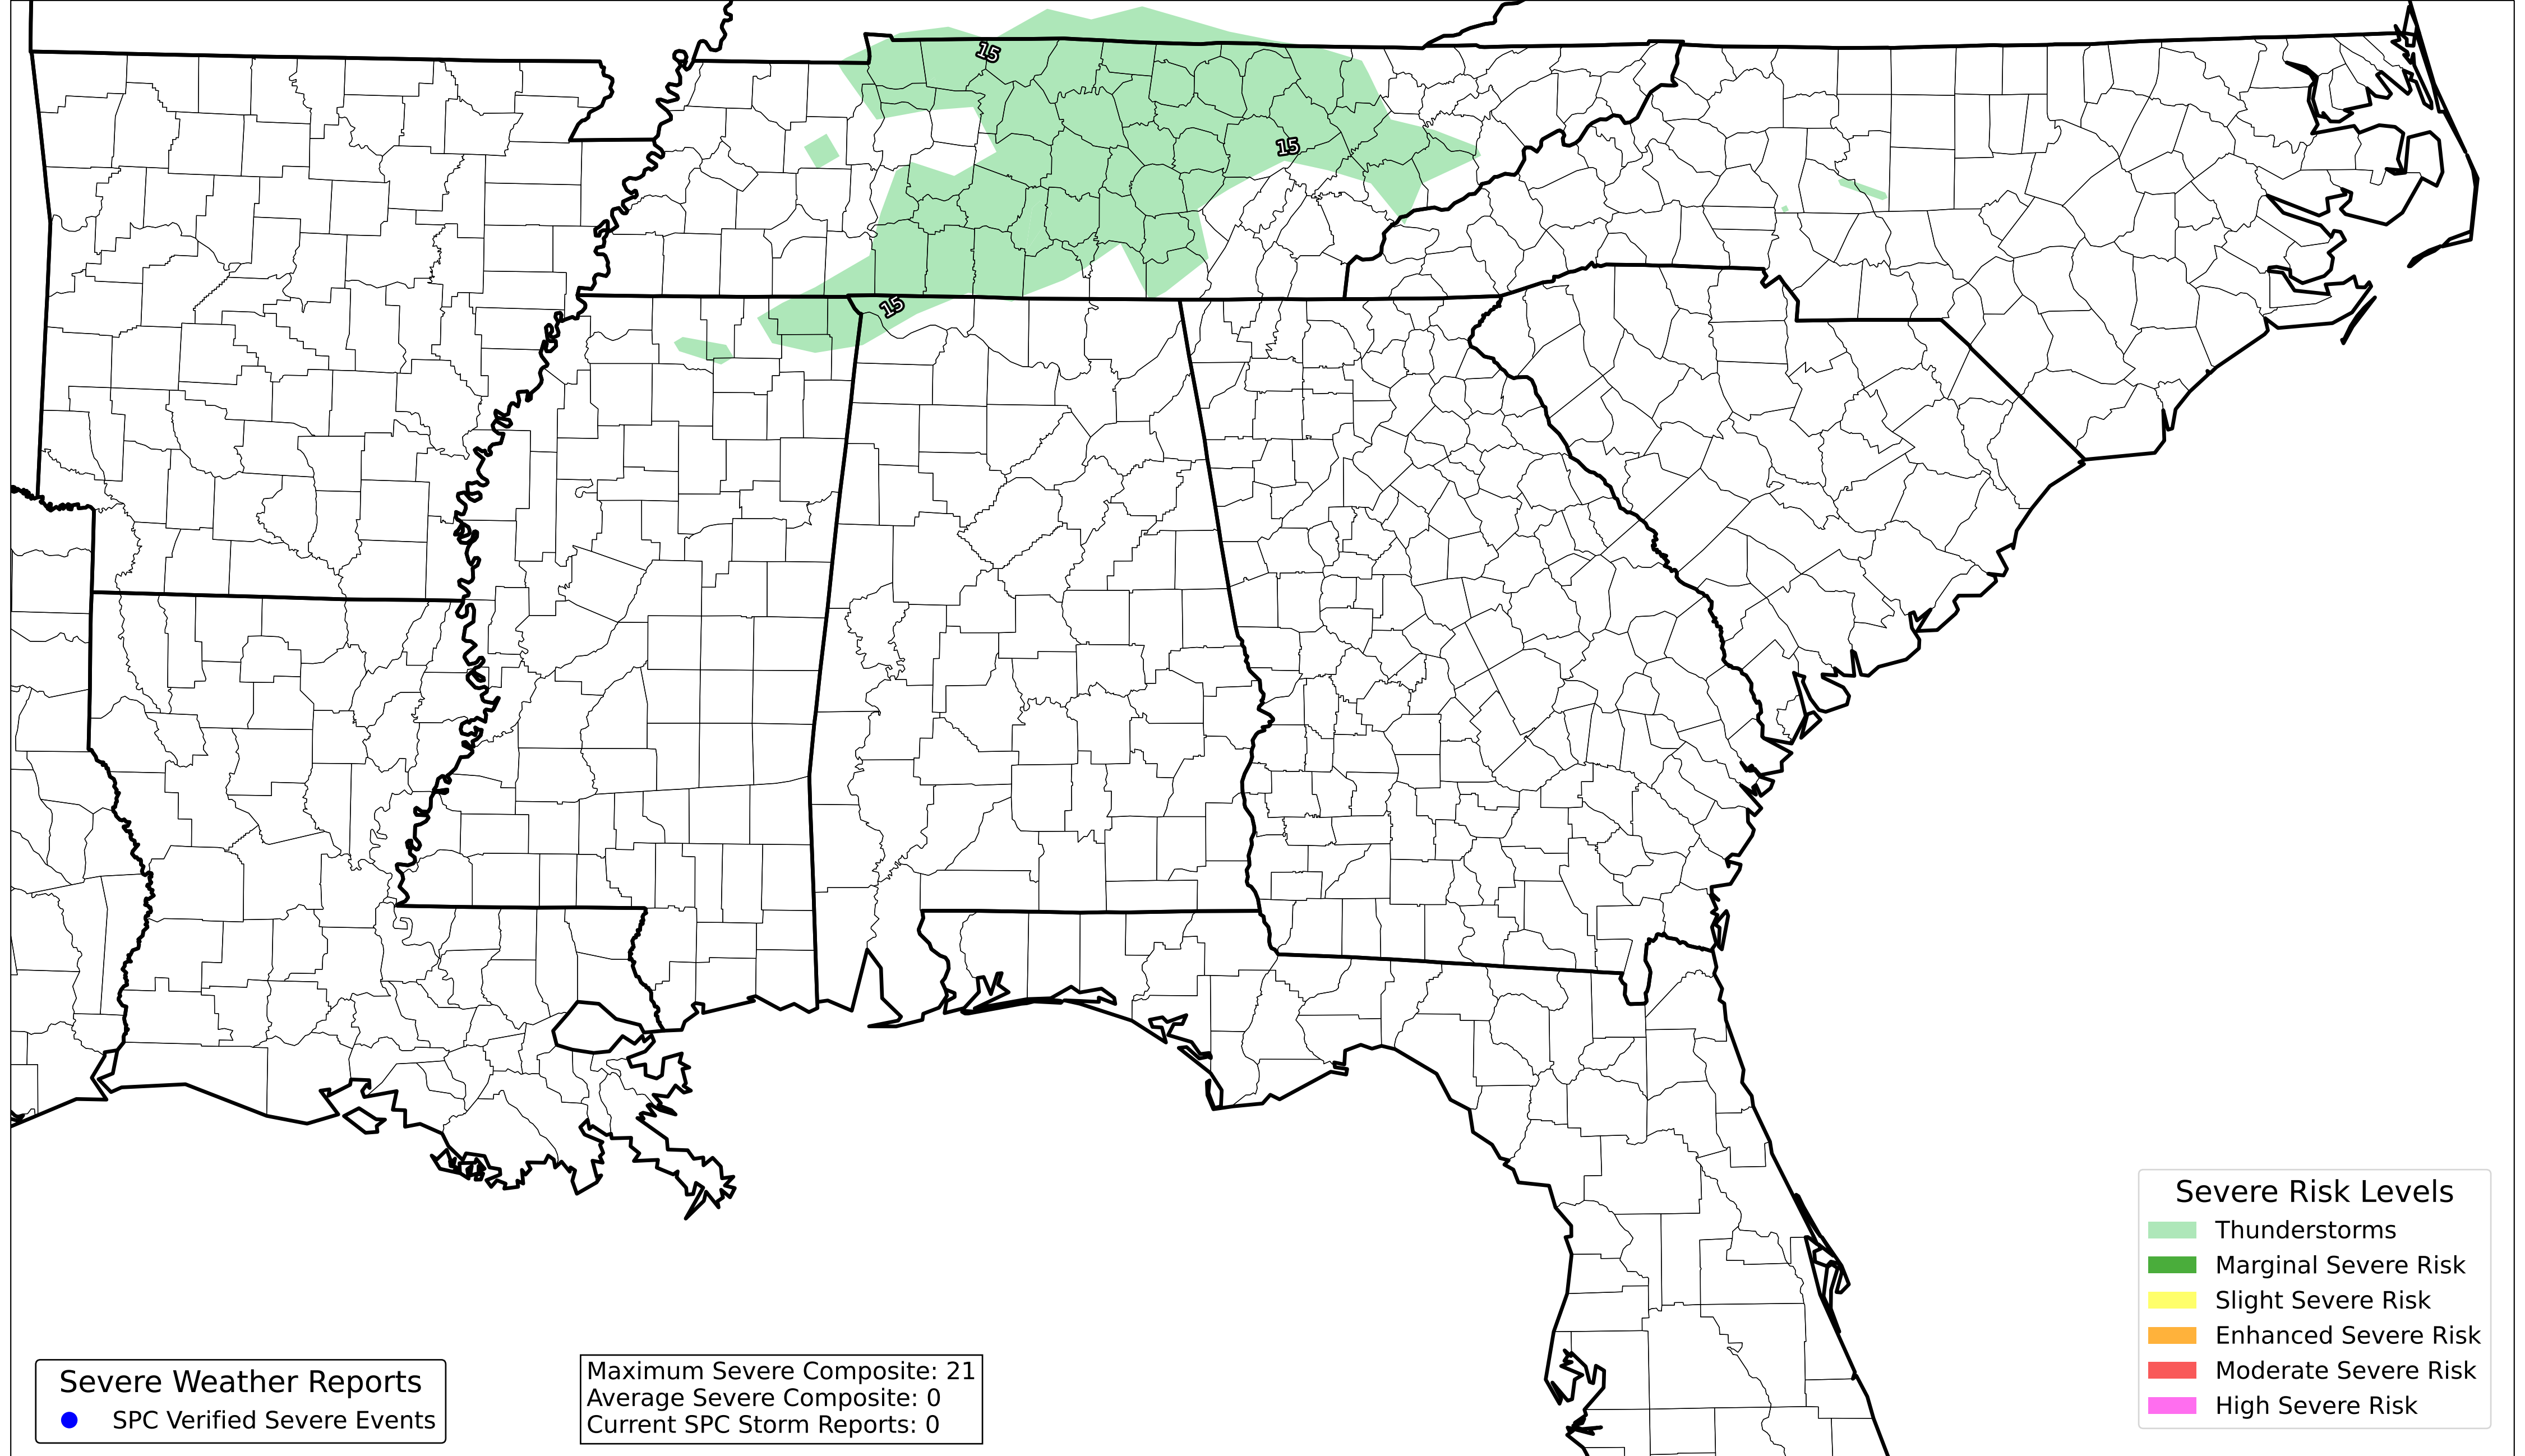 15
15
15
Severe Risk Levels
Thunderstorms
Marginal Severe Risk
Slight Severe Risk
Enhanced Severe Risk
Moderate Severe Risk
High Severe Risk
Severe Weather Reports
SPC Verified Severe Events
Maximum Severe Composite: 21
Average Severe Composite: 0
Current SPC Storm Reports: 0